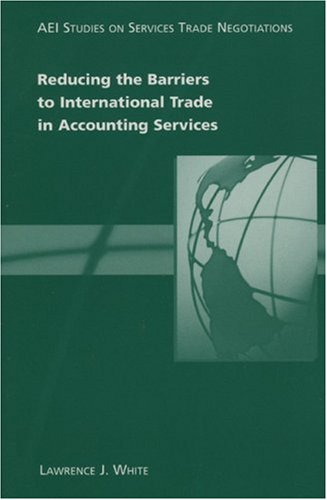 AEI STUDIES ON SERVICES TRADE NEGOTIATIONS
Reducing the Barriers
to International Trade
in Accounting Services
LAWRENCE J. WHITE